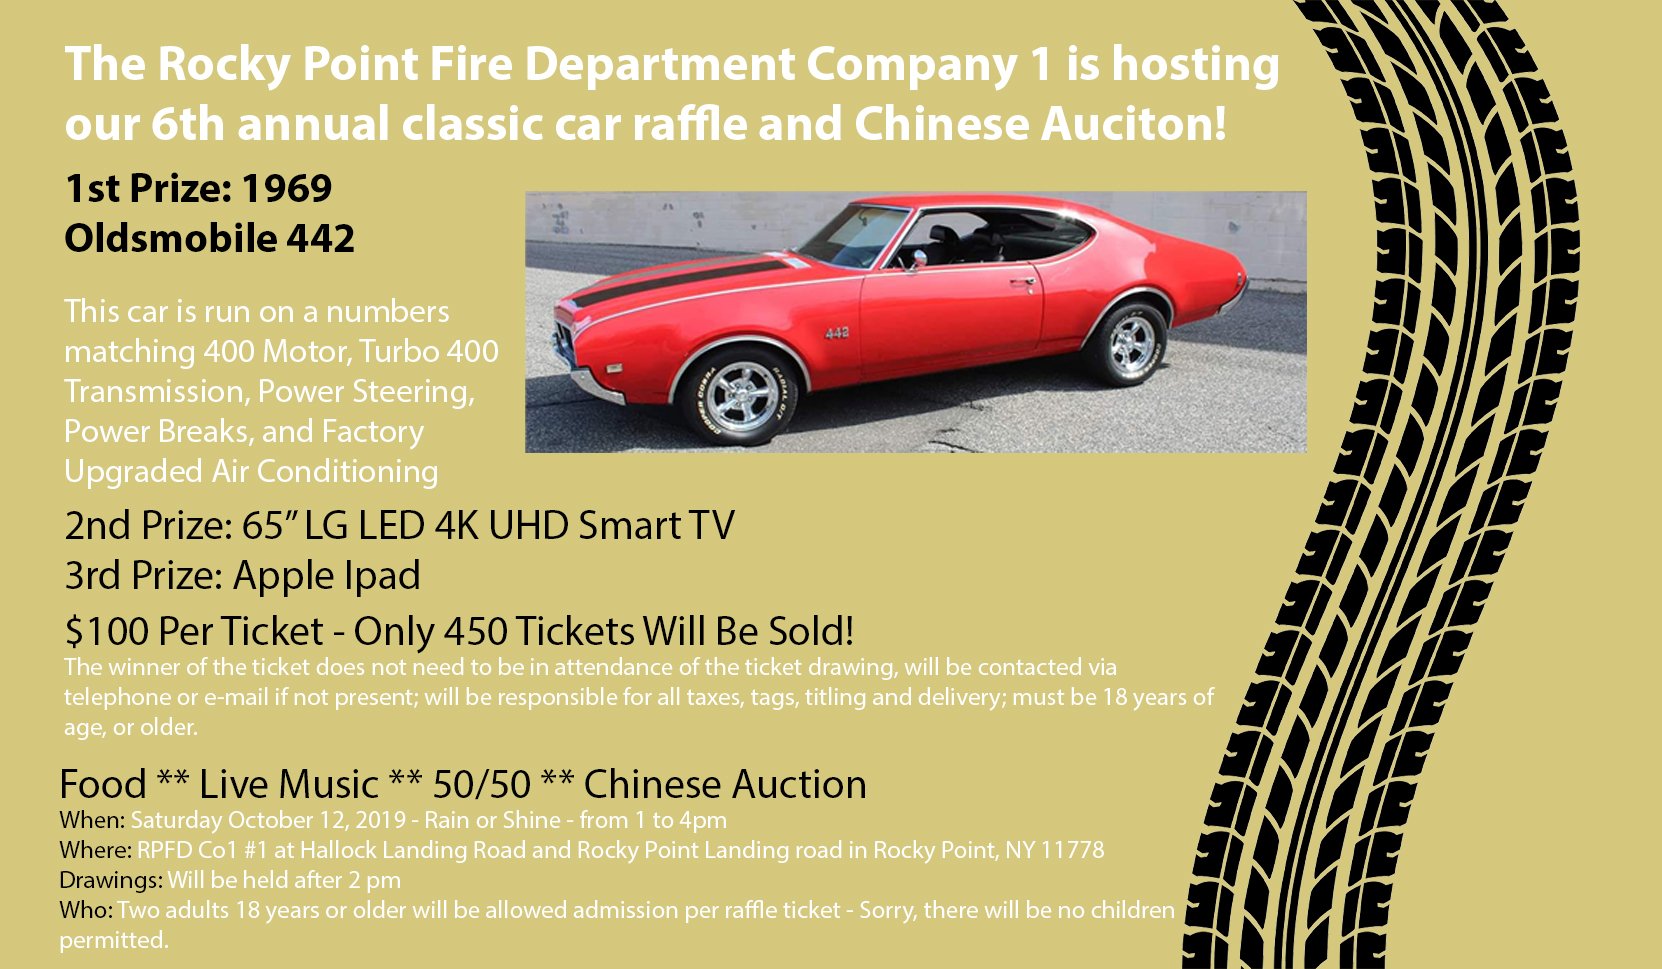 The Rocky Point Fire Department Company 1 is hosting
our 6th annual classic car raffle and Chinese Auciton!
1st Prize: 1969
Oldsmobile 442
This car is run on a numbers
matching 400 Motor, Turbo 400
Transmission, Power Steering,
Power Breaks, and Factory
Upgraded Air Conditioning
442
COOPER COBRA
RADIAL G/T
COOPER COBRA
2nd Prize: 65” LG LED 4K UHD Smart TV
3rd Prize: Apple Ipad
$100 Per Ticket - Only 450 Tickets Will Be Sold!
The winner of the ticket does not need to be in attendance of the ticket drawing, will be contacted via
telephone or e-mail if not present; will be responsible for all taxes, tags, titling and delivery; must be 18 years of
age, or older.
Food ** Live Music ** 50/50 ** Chinese Auction
When: Saturday October 12, 2019 - Rain or Shine - from 1 to 4pm
Where: RPFD Co1 #1 at Hallock Landing Road and Rocky Point Landing road in Rocky Point, NY 11778
Drawings: Will be held after 2 pm
Who: Two adults 18 years or older will be allowed admission per raffle ticket - Sorry, there will be no children
permitted.